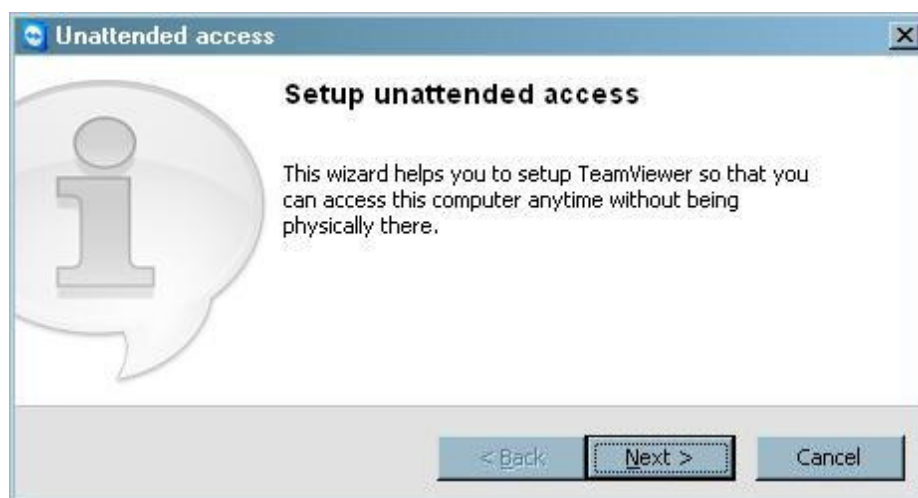 Unattended access
Setup unattended access
This wizard helps you to setup TeamViewer so that you
can access this computer anytime without being
physically there.
< Back
Next >
Cancel